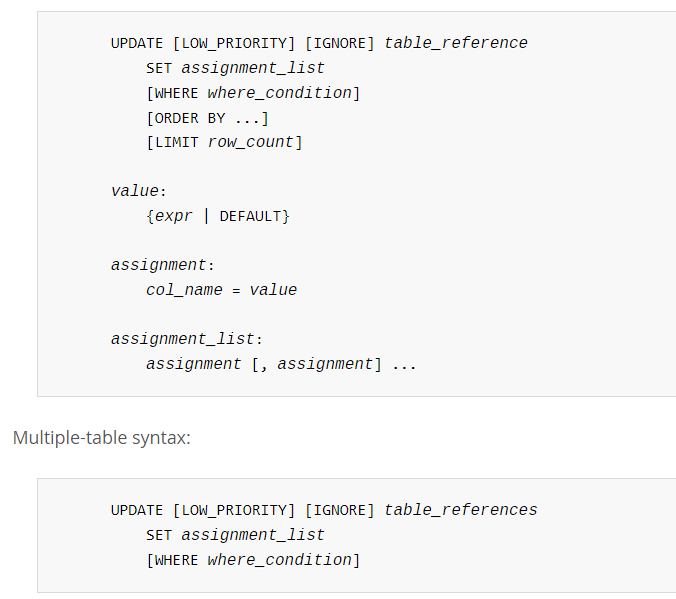 UPDATE [LOW_PRIORITY] [IGNORE] table_reference
SET assignment_list
[WHERE where_condition]
[ORDER BY ...]
[LIMIT row_count]
value:
{expr | DEFAULT}
assignment:
col_name = value
assignment_list:
assignment [, assignment] ...
Multiple-table syntax:
UPDATE [LOW_PRIORITY] [IGNORE] table_references
SET assignment_list
[WHERE where_condition]